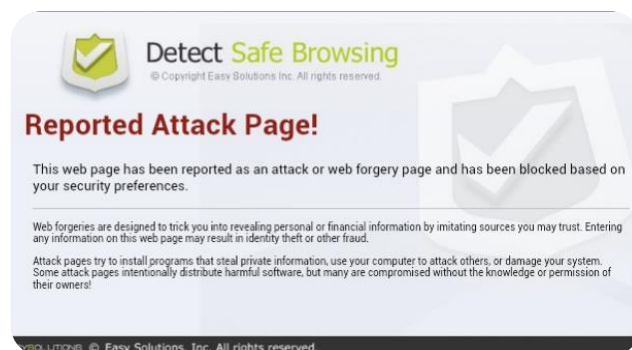 Detect Safe Browsing
© Copyright Easy Solutions Inc. All rights reserved.
Reported Attack Page!
This web page has been reported as an attack or web forgery page and has been blocked based on
your security preferences.
Web forgeries are designed to trick you into revealing personal or financial information by imitating sources you may trust. Entering
any information on this web page may result in identity theft or other fraud.
Attack pages try to install programs that steal private information, use your computer to attack others, or damage your system.
Some attack pages intentionally distribute harmful software, but many are compromised without the knowledge or permission of
their owners!
© Easy Solutions, Inc. All rights reserved.